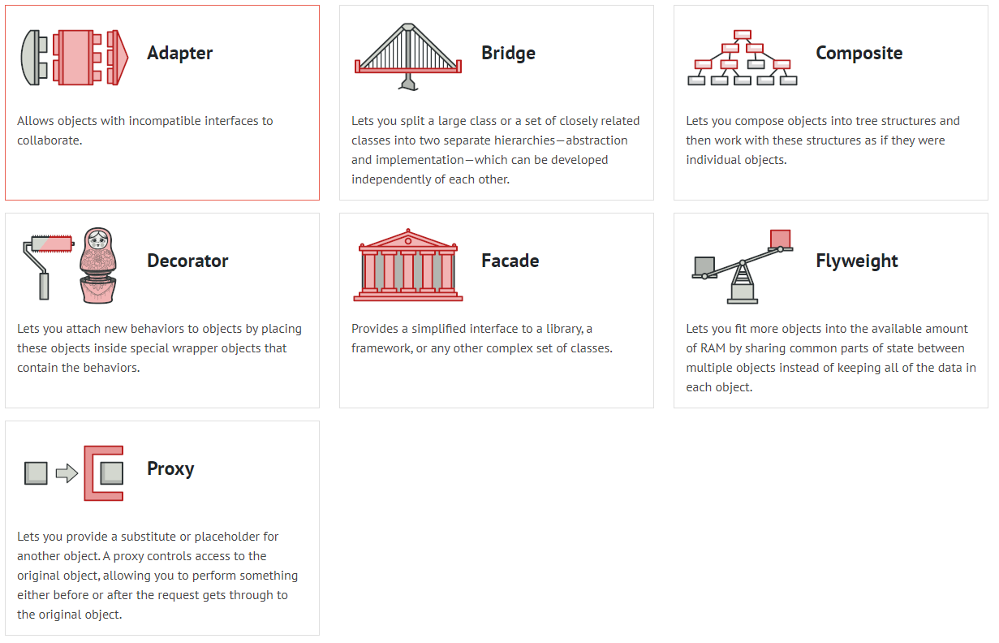 Adapter
Allows objects with incompatible interfaces to
collaborate.
Bridge
Lets you split a large class or a set of closely related
classes into two separate hierarchies—abstraction
and implementation—which can be developed
independently of each other.
Composite
Lets you compose objects into tree structures and
then work with these structures as if they were
individual objects.
Decorator
Lets you attach new behaviors to objects by placing
these objects inside special wrapper objects that
contain the behaviors.
Facade
Provides a simplified interface to a library, a
framework, or any other complex set of classes.
Flyweight
Lets you fit more objects into the available amount
of RAM by sharing common parts of state between
multiple objects instead of keeping all of the data in
each object.
Proxy
Lets you provide a substitute or placeholder for
another object. A proxy controls access to the
original object, allowing you to perform something
either before or after the request gets through to
the original object.